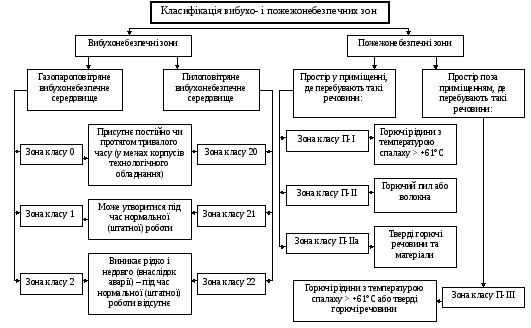 Класифікація вибухо- і пожежонебезпечних зон
Вибухонебезпечні зони
Пожежонебезпечні зони
Газопароповітряне
вибухонебезпечне
середовище
Пилоповітряне
вибухонебезпечне
середовище
Простір у приміщенні,
де перебувають такі
речовини:
Простір поза
приміщенням, де
перебувають такі
речовини:
Зона класу 0
Присутнє постійно чи
протягом тривалого
часу (у межах корпусів
технологічного
обладнання)
Зона класу 20
Зона класу П-І
Горючі рідини з
температурою
спалаху > +61°С
Зона класу 1
Може утворитися під
час нормальної
(штатної) роботи
Зона класу 21
Зона класу П-ІІ
Горючий пил або
волокна
Зона класу П-ІІа
Тверді горючі
речовини та
матеріали
Зона класу 2
Виникає рідко і
недовго (внаслідок
аварії) – під час
нормальної (штатної)
роботи відсутнє
Зона класу 22
Горючі рідини з температурою
спалаху > +61°С або тверді
горючі речовини
Зона класу П-ІІІ